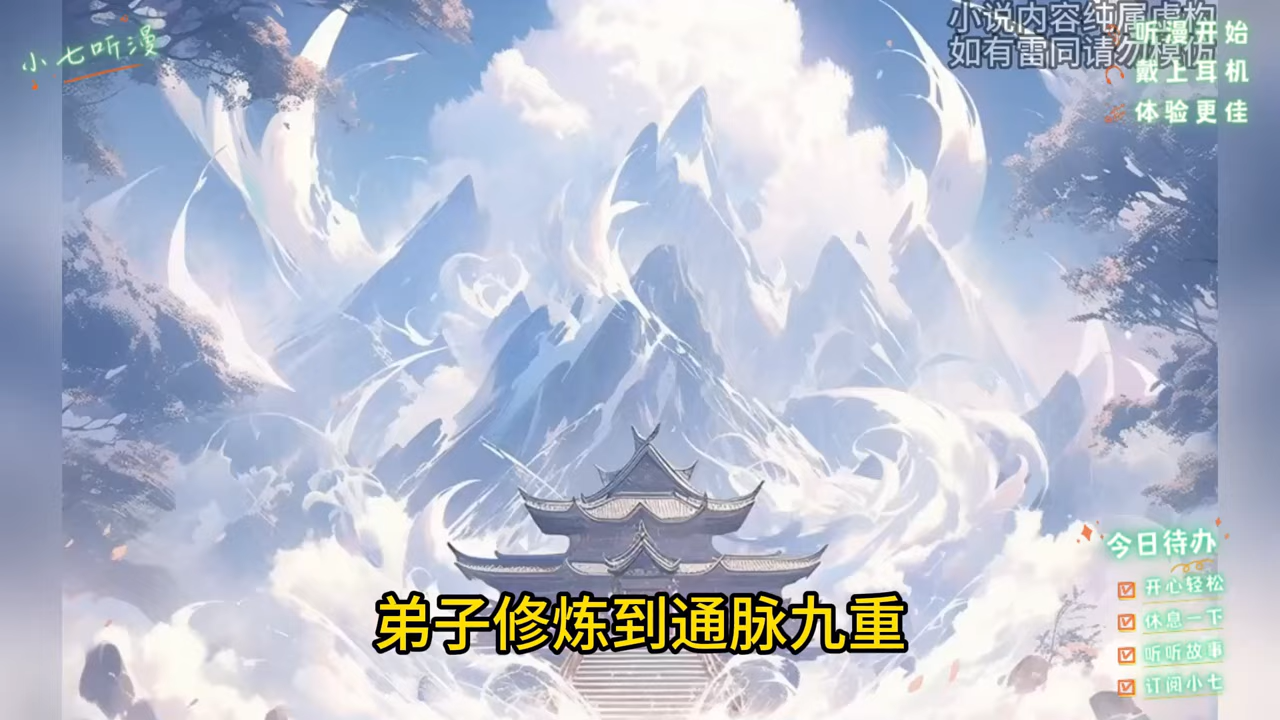 小七听漫
小说内容纯属虚构
如有雷同请勿模仿
听漫开始
戴上耳机
体验更佳
今日待办
开心轻松
休息一下
听听故事
订阅小七
弟子修炼到通脉九重